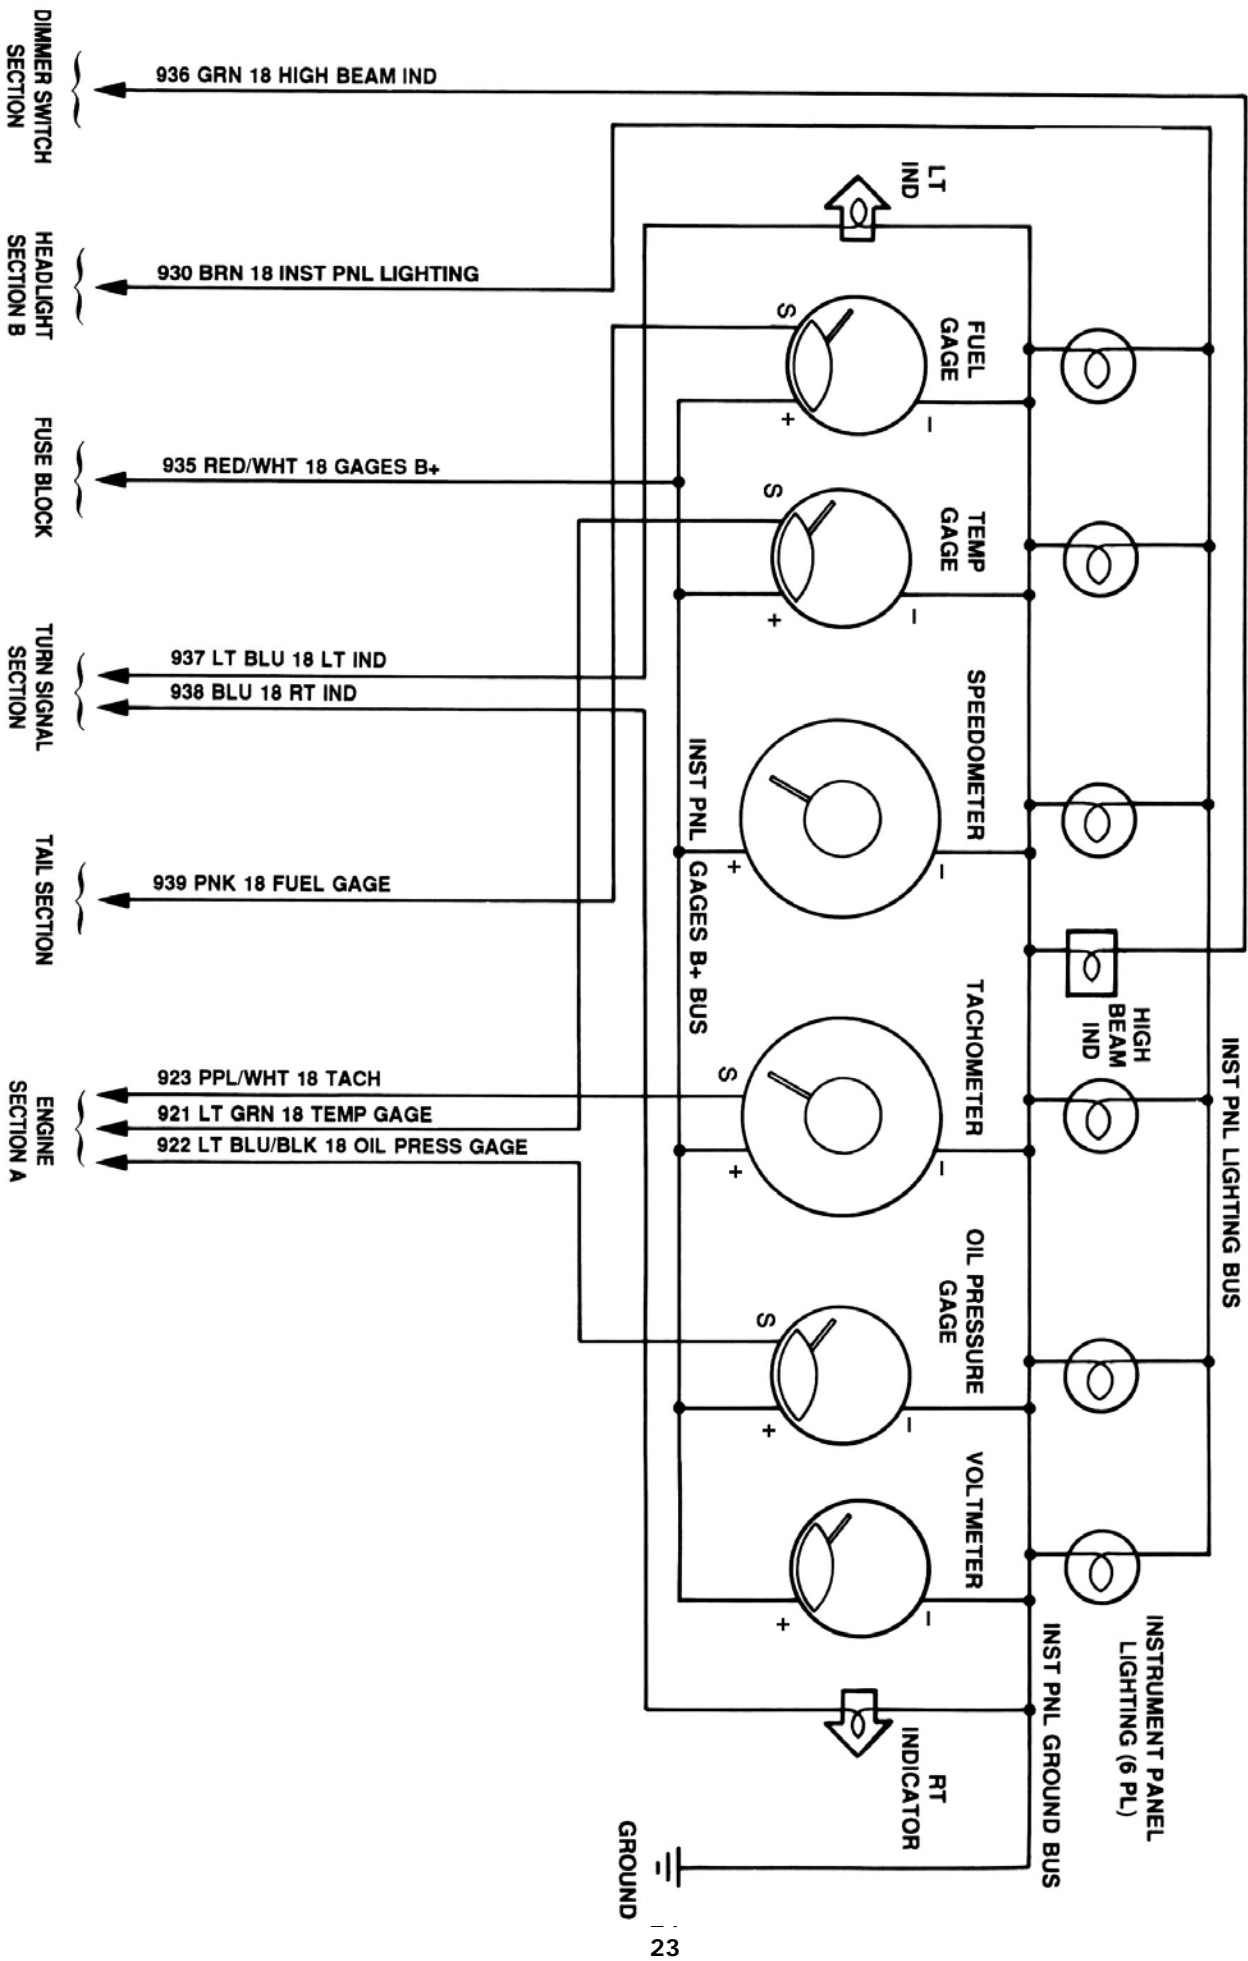 DIMMER SWITCH
SECTION
936 GRN 18 HIGH BEAM IND
HEADLIGHT
SECTION B
930 BRN 18 INST PNL LIGHTING
FUSE BLOCK
935 RED/WHT 18 GAGES B+
TURN SIGNAL
SECTION
937 LT BLU 18 LT IND
938 BLU 18 RT IND
TAIL SECTION
939 PNK 18 FUEL GAGE
ENGINE
SECTION A
923 PPL/WHT 18 TACH
921 LT GRN 18 TEMP GAGE
922 LT BLU/BLK 18 OIL PRESS GAGE
LT
IND
FUEL
GAGE
S
+
−
TEMP
GAGE
S
+
−
SPEEDOMETER
+
−
INST PNL GAGES B+ BUS
HIGH
BEAM
IND
TACHOMETER
S
+
−
INST PNL LIGHTING BUS
OIL PRESSURE
GAGE
S
+
−
VOLTMETER
+
−
INSTRUMENT PANEL
LIGHTING (6 PL)
INST PNL GROUND BUS
RT
INDICATOR
GROUND
23